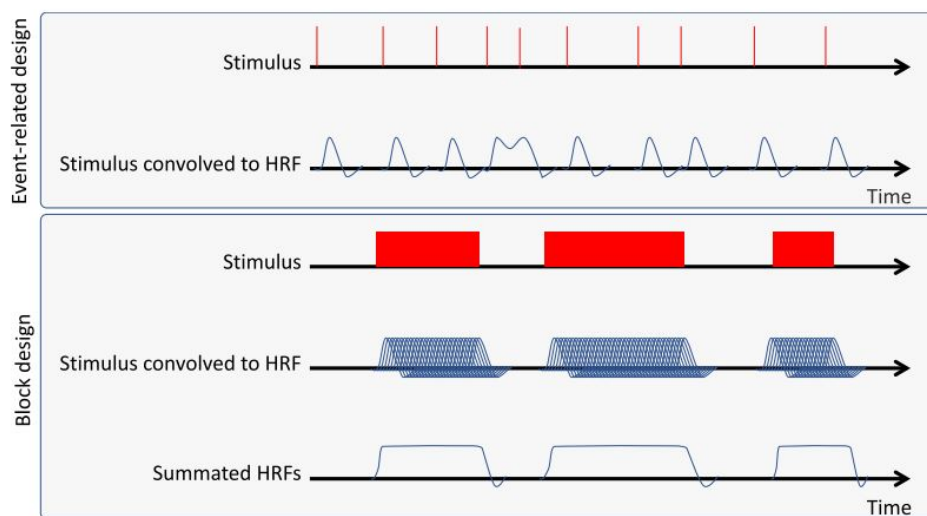 Event-related design
Stimulus
Stimulus convolved to HRF
Time
Block design
Stimulus
Stimulus convolved to HRF
Summated HRFs
Time